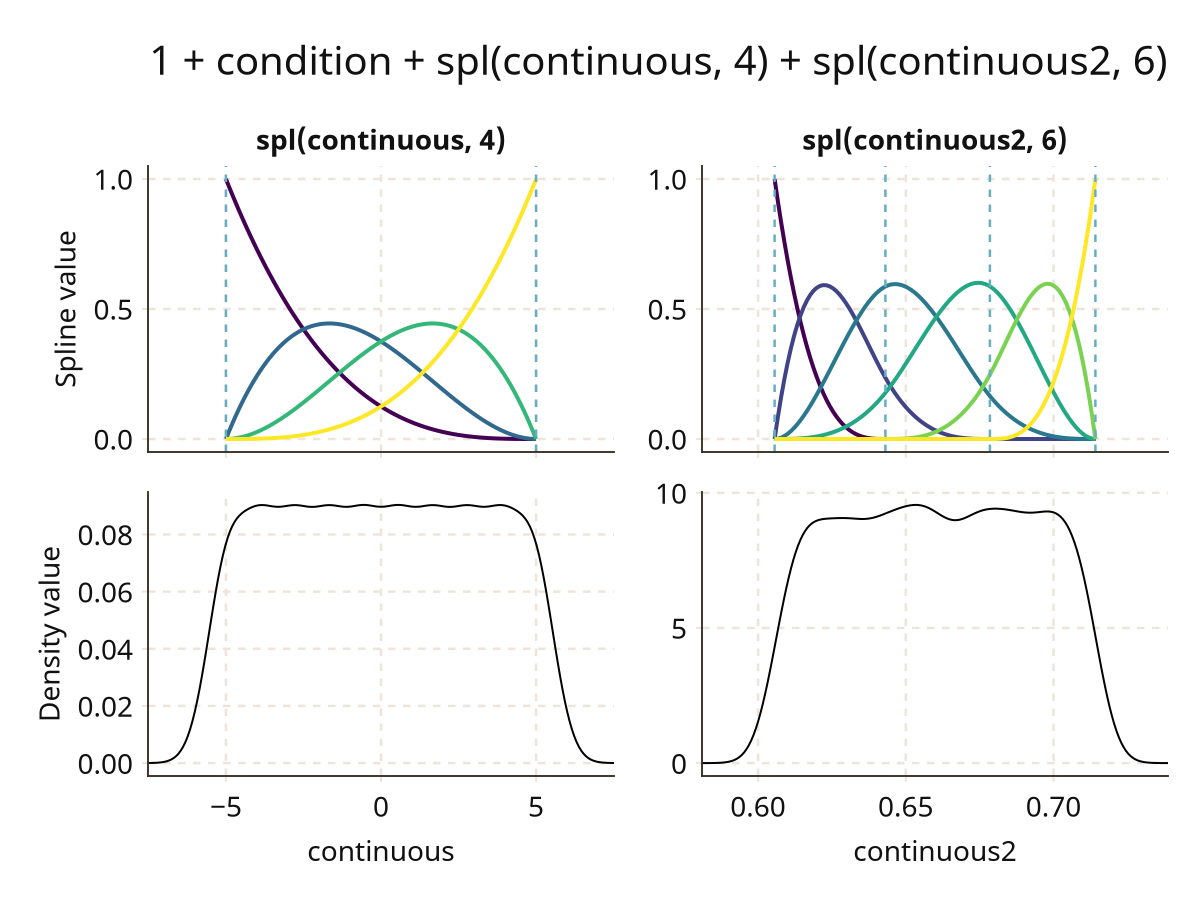 1 + condition + spl(continuous, 4) + spl(continuous2, 6)
spl(continuous, 4)
spl(continuous2, 6)
Spline value
1.0
0.5
0.0
1.0
0.5
0.0
Density value
0.08
0.06
0.04
0.02
0.00
10
5
0
−5 0 5
0.60 0.65 0.70
continuous
continuous2